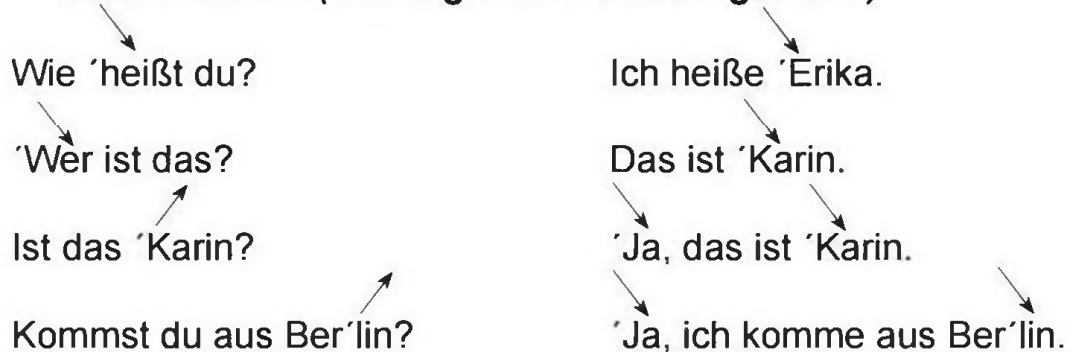 Wie ´heißt du? Ich heiße ´Erika.
´Wer ist das? Das ist ´Karin.
Ist das ´Karin? ´Ja, das ist ´Karin.
Kommst du aus Ber´lin? ´Ja, ich komme aus Ber´lin.